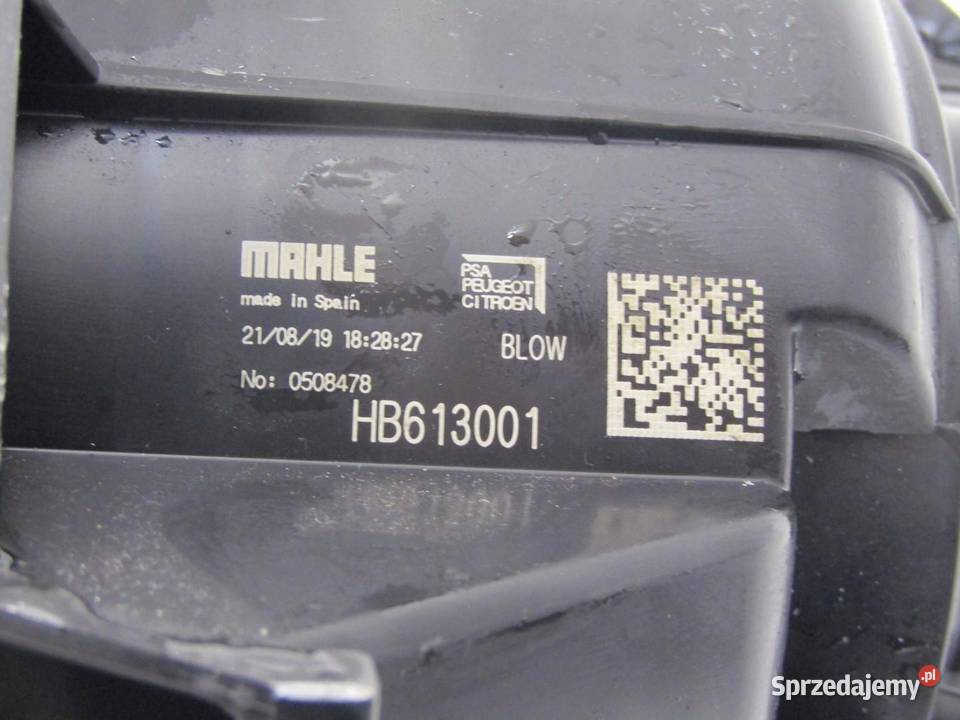 MAHLE
made in Spain
PSA
PEUGEOT
CITROEN
21/08/19 18:28:27
BLOW
No: 0508478
HB613001
Sprzedajemy.pl